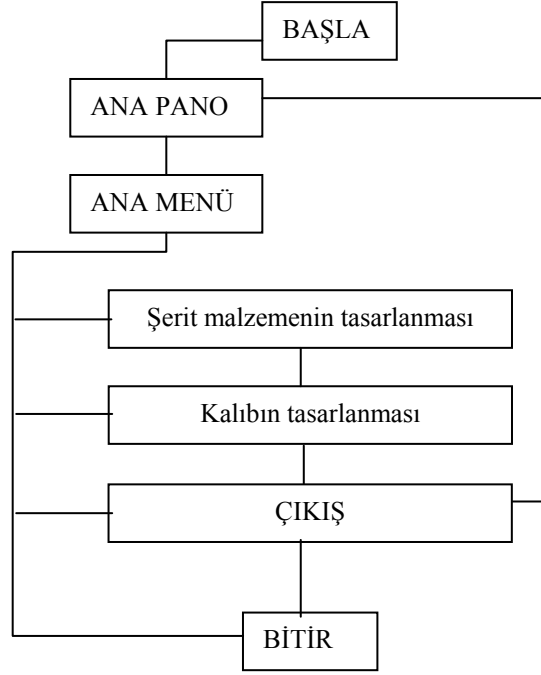 BAŞLA
ANA PANO
ANA MENÜ
Şerit malzemenin tasarlanması
Kalıbın tasarlanması
ÇIKIŞ
BİTİR